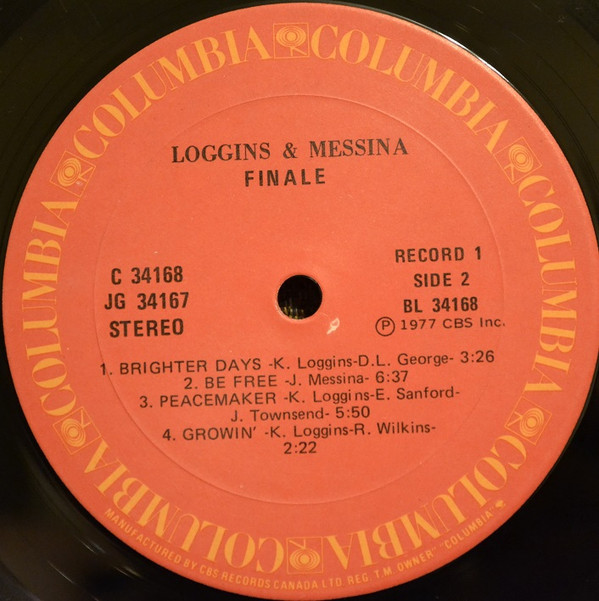 COLUMBIA COLUMBIA COLUMBIA COLUMBIA COLUMBIA COLUMBIA COLUMBIA
LOGGINS & MESSINA
FINALE
C 34168
JG 34167
STEREO
RECORD 1
SIDE 2
BL 34168
Ⓟ 1977 CBS Inc.
1. BRIGHTER DAYS -K. Loggins-D.L. George- 3:26
2. BE FREE -J. Messina- 6:37
3. PEACEMAKER -K. Loggins-E. Sanford-
J. Townsend- 5:50
4. GROWIN' -K. Loggins-R. Wilkins-
2:22
MANUFACTURED BY CBS RECORDS CANADA LTD. REG. T.M. OWNER "COLUMBIA"